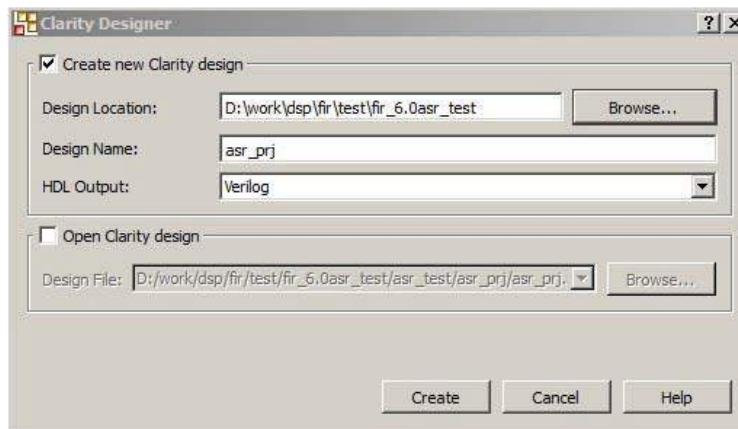 Clarity Designer
Create new Clarity design
Design Location: D:\work\dsp\fir\test\fir_6.0asr_test Browse...
Design Name: asr_prj
HDL Output: Verilog
Open Clarity design
Design File: D:/work/dsp/fir/test/fir_6.0asr_test/asr_test/asr_prj/asr_prj. Browse...
Create Cancel Help